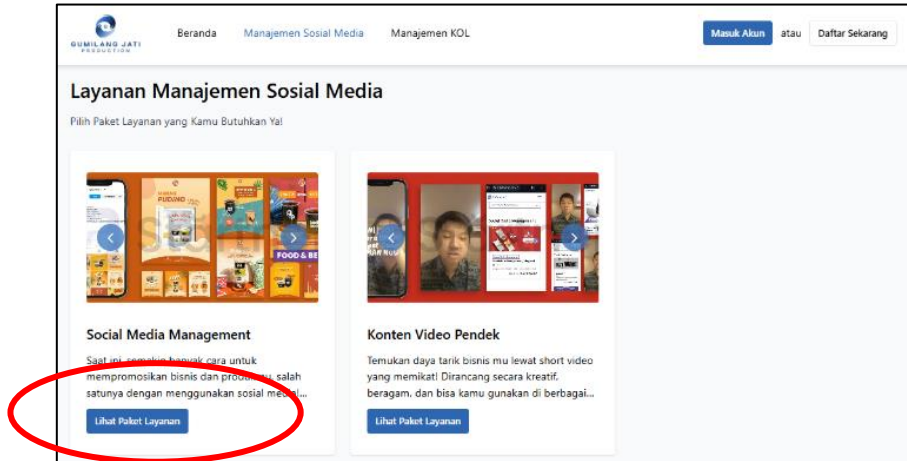 GUMILANG JATI
PRODUCTION
Beranda
Manajemen Sosial Media
Manajemen KOL
Masuk Akun
atau
Daftar Sekarang
Layanan Manajemen Sosial Media
Pilih Paket Layanan yang Kamu Butuhkan Ya!
PUDING
FOOD & BE
Social Media Management
Saat ini, semakin banyak cara untuk
mempromosikan bisnis dan produkmu, salah
satunya dengan menggunakan sosial media!...
Lihat Paket Layanan
Konten Video Pendek
Temukan daya tarik bisnis mu lewat short video
yang memikat! Dirancang secara kreatif,
beragam, dan bisa kamu gunakan di berbagai...
Lihat Paket Layanan